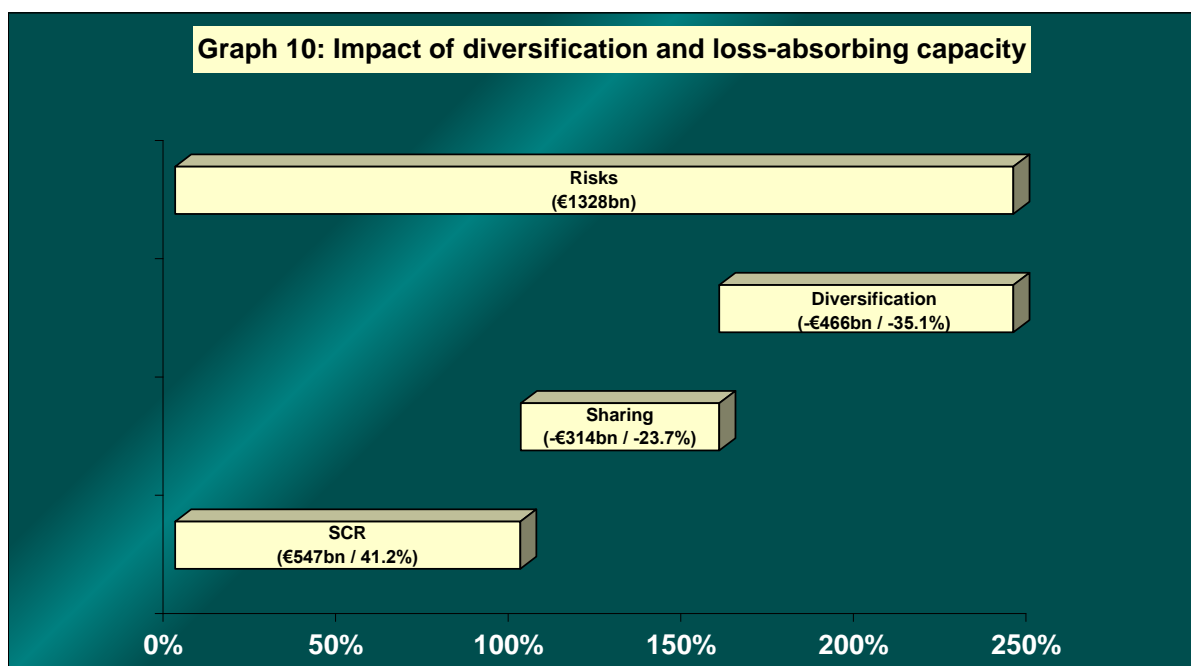 Graph 10: Impact of diversification and loss-absorbing capacity
Risks
(€1328bn)
Diversification
(-€466bn / -35.1%)
Sharing
(-€314bn / -23.7%)
SCR
(€547bn / 41.2%)
0% 50% 100% 150% 200% 250%